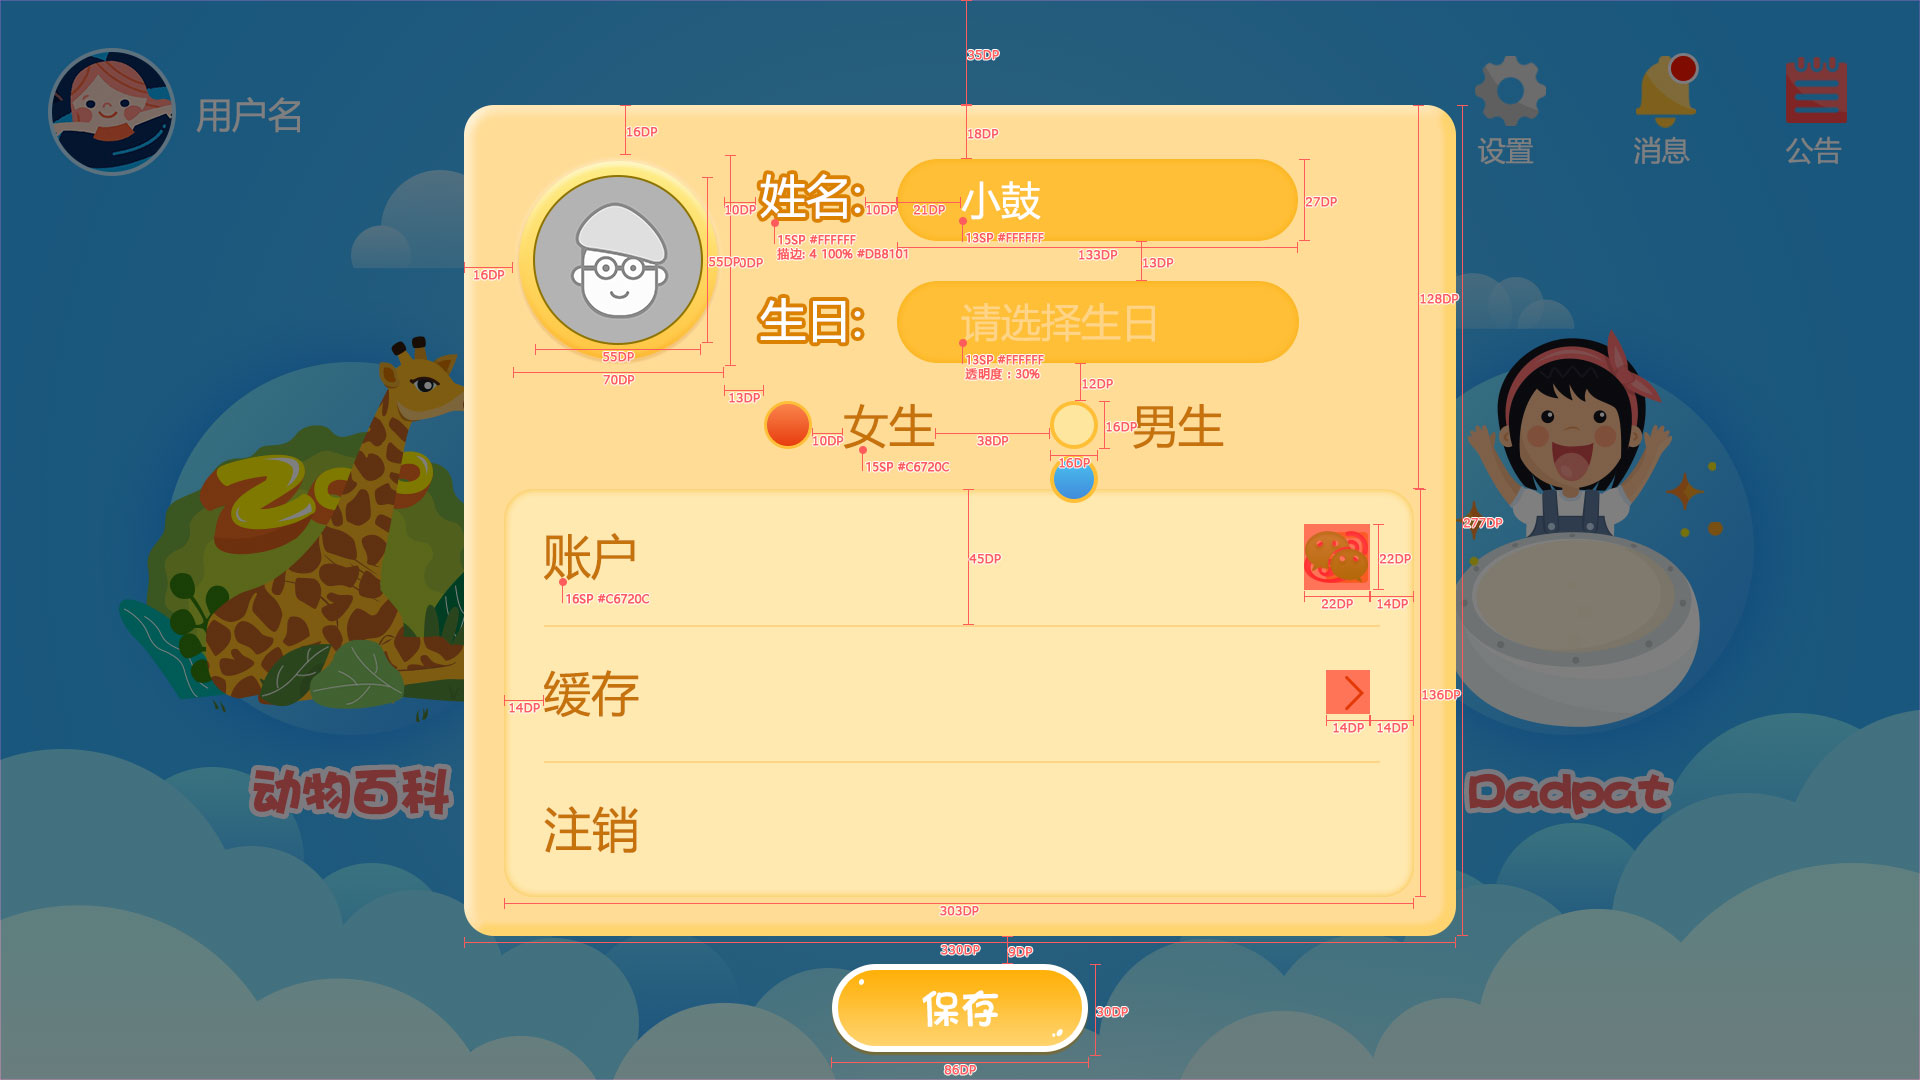 35DP
用户名
设置
消息
公告
16DP
18DP
姓名:
小鼓
10DP
10DP
21DP
27DP
15SP #FFFFFF
描边: 4 100% #DB8101
13SP #FFFFFF
133DP
13DP
55DP
0DP
16DP
128DP
生日:
请选择生日
13SP #FFFFFF
透明度：30%
55DP
70DP
13DP
12DP
女生
男生
10DP
38DP
16DP
16DP
15SP #C6720C
Zoo
277DP
账户
16SP #C6720C
45DP
22DP
22DP
14DP
缓存
14DP
136DP
14DP
14DP
动物百科
Dadpat
注销
303DP
330DP
9DP
保存
30DP
86DP